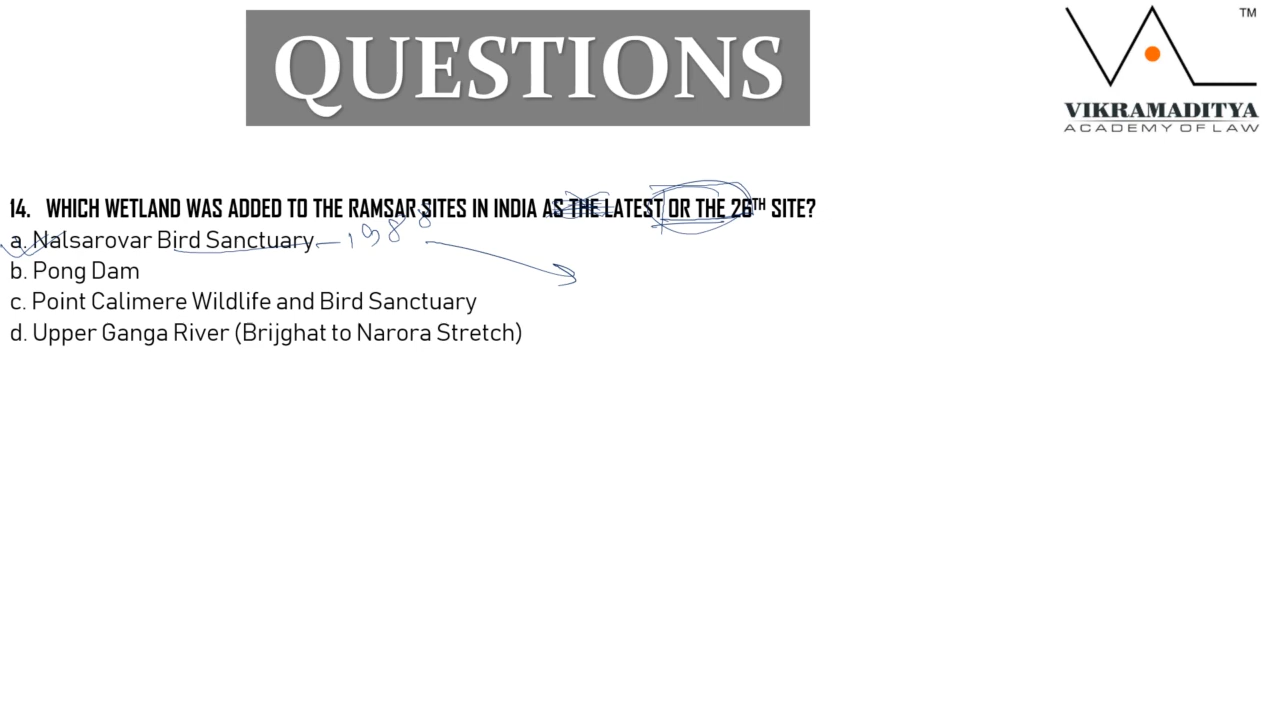 QUESTIONS
TM
VIKRAMADITYA
ACADEMY OF LAW
14. WHICH WETLAND WAS ADDED TO THE RAMSAR SITES IN INDIA AS THE LATEST OR THE 26TH SITE?
a. Nalsarovar Bird Sanctuary 1988
b. Pong Dam
c. Point Calimere Wildlife and Bird Sanctuary
d. Upper Ganga River (Brijghat to Narora Stretch)